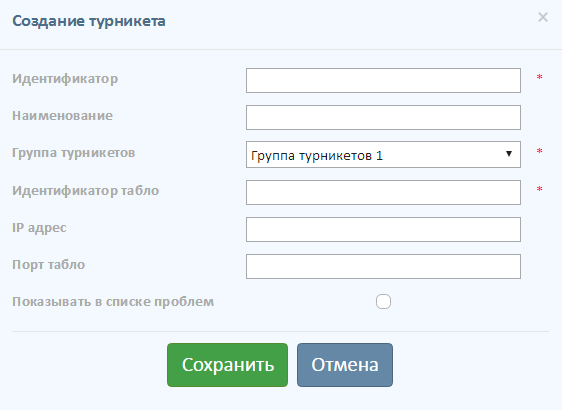 Создание турникета ×
Идентификатор *
Наименование
Группа турникетов Группа турникетов 1 *
Идентификатор табло *
IP адрес
Порт табло
Показывать в списке проблем
Сохранить Отмена